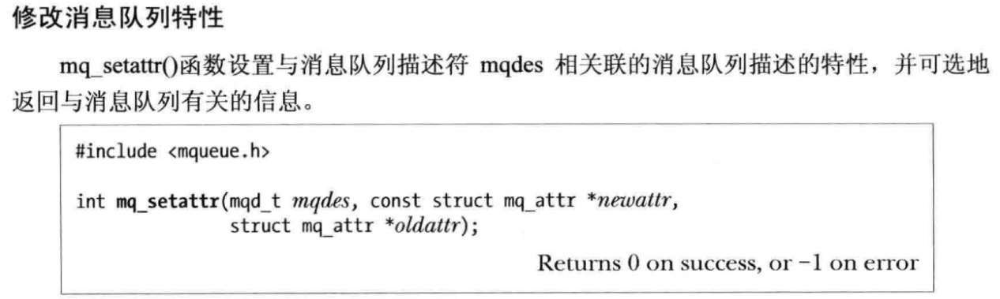 修改消息队列特性
mq_setattr()函数设置与消息队列描述符 mqdes 相关联的消息队列描述的特性，并可选地
返回与消息队列有关的信息。
#include <mqueue.h>
int mq_setattr(mqd_t mqdes, const struct mq_attr *newattr,
struct mq_attr *oldattr);
Returns 0 on success, or −1 on error